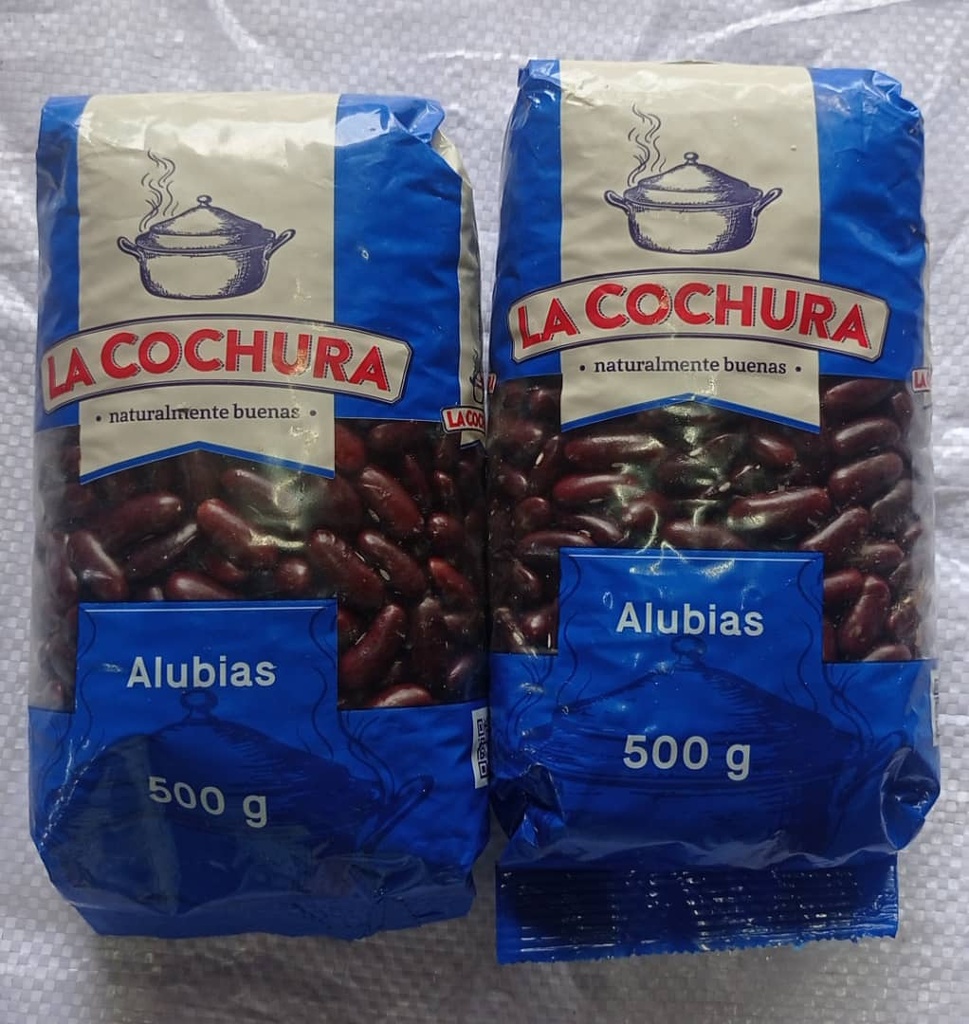 LA COCHURA
• naturalmente buenas •
Alubias
500 g
LA COCHURA
• naturalmente buenas •
Alubias
500 g